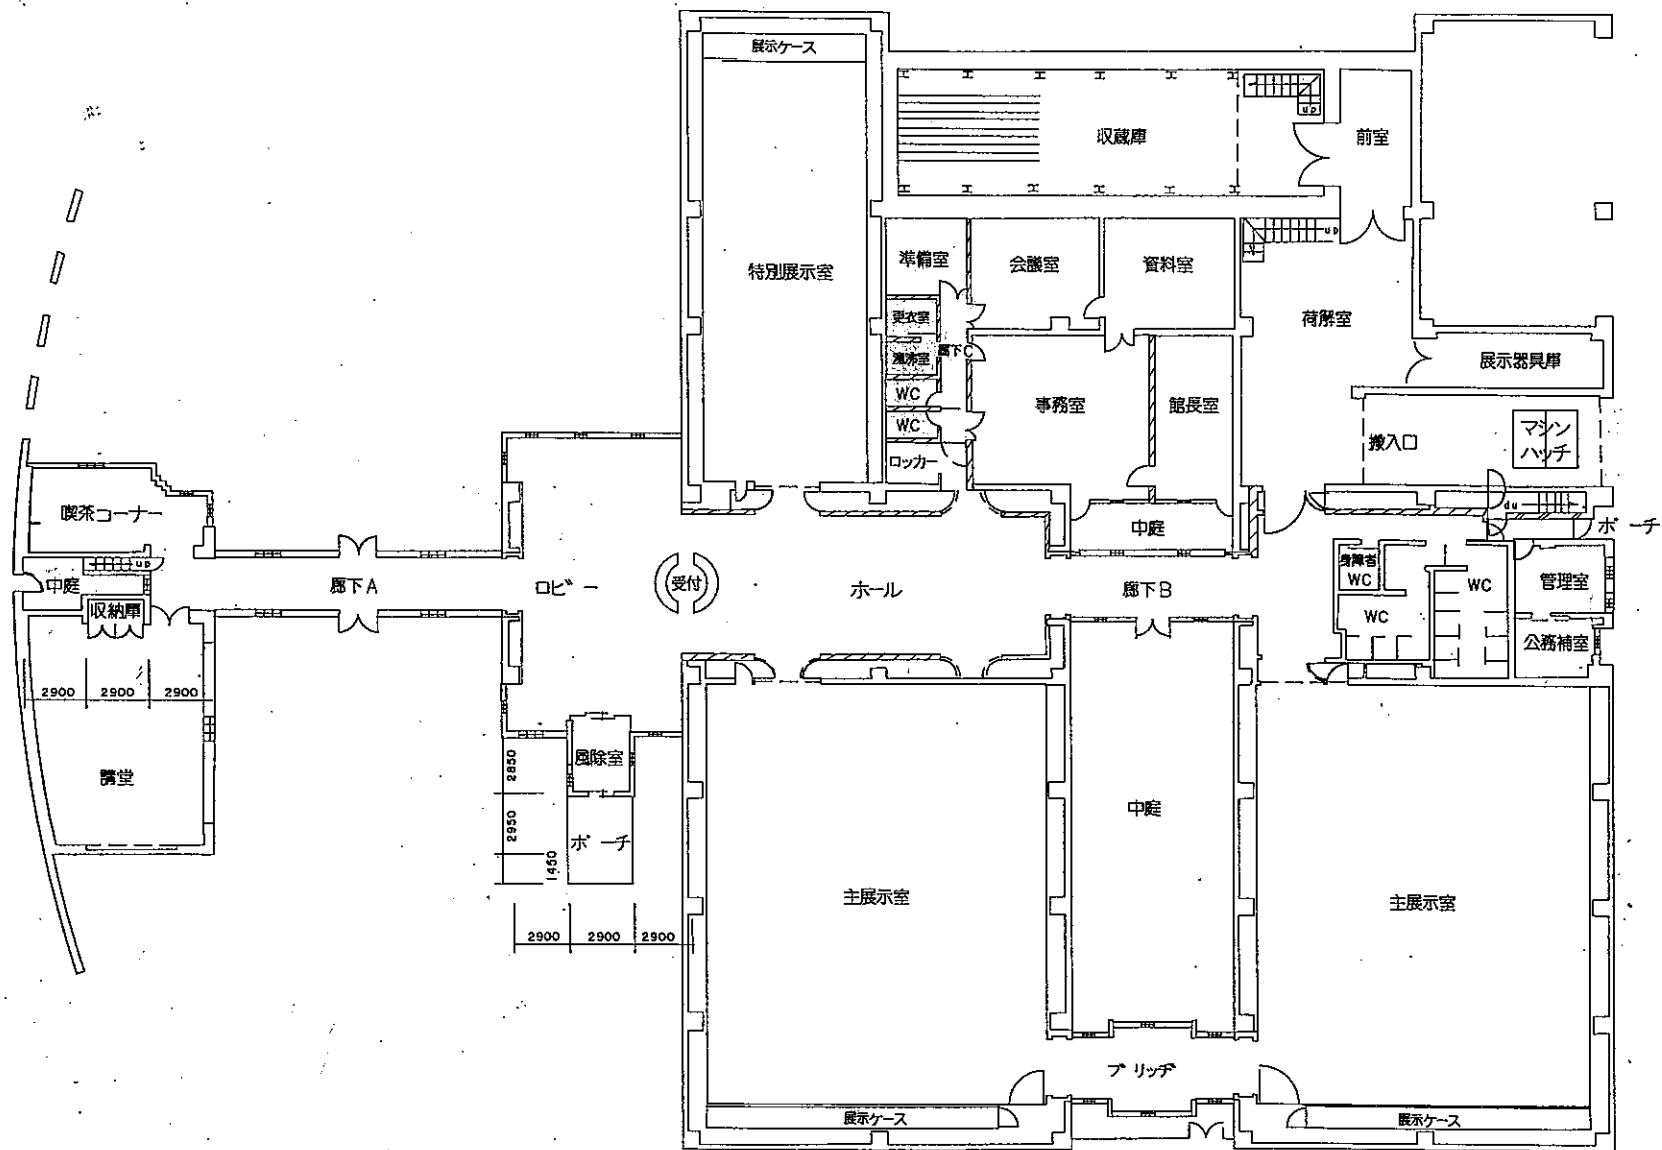 展示ケース
収蔵庫
up
前室
up
特別展示室
準備室
会議室
資料室
更衣室
湯沸室
廊下C
WC
WC
ロッカー
事務室
館長室
荷解室
展示器具庫
搬入口
マシン
ハッチ
喫茶コーナー
中庭
up
収納庫
廊下A
ロビー
受付
ホール
中庭
廊下B
ポーチ
身障者
WC
WC
WC
管理室
公務補室
2900
2900
2900
講堂
風除室
2850
2950
1450
ポーチ
2900
2900
2900
主展示室
中庭
主展示室
ブリッヂ
展示ケース
展示ケース